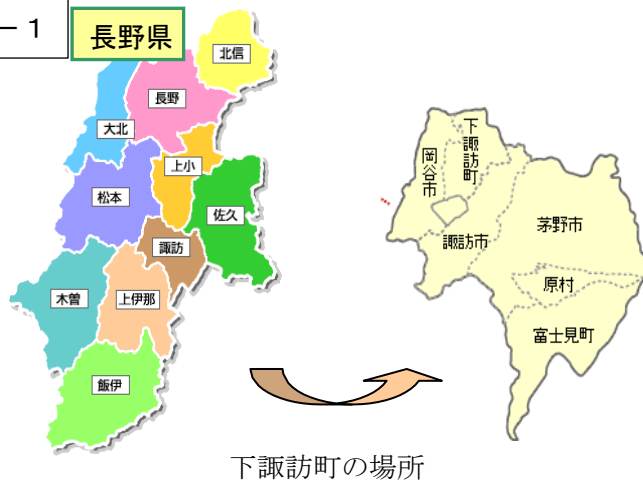 －１
長野県
北信
長野
大北
上小
松本
佐久
諏訪
木曽
上伊那
飯伊
下諏訪町
岡谷市
諏訪市
茅野市
原村
富士見町
下諏訪町の場所